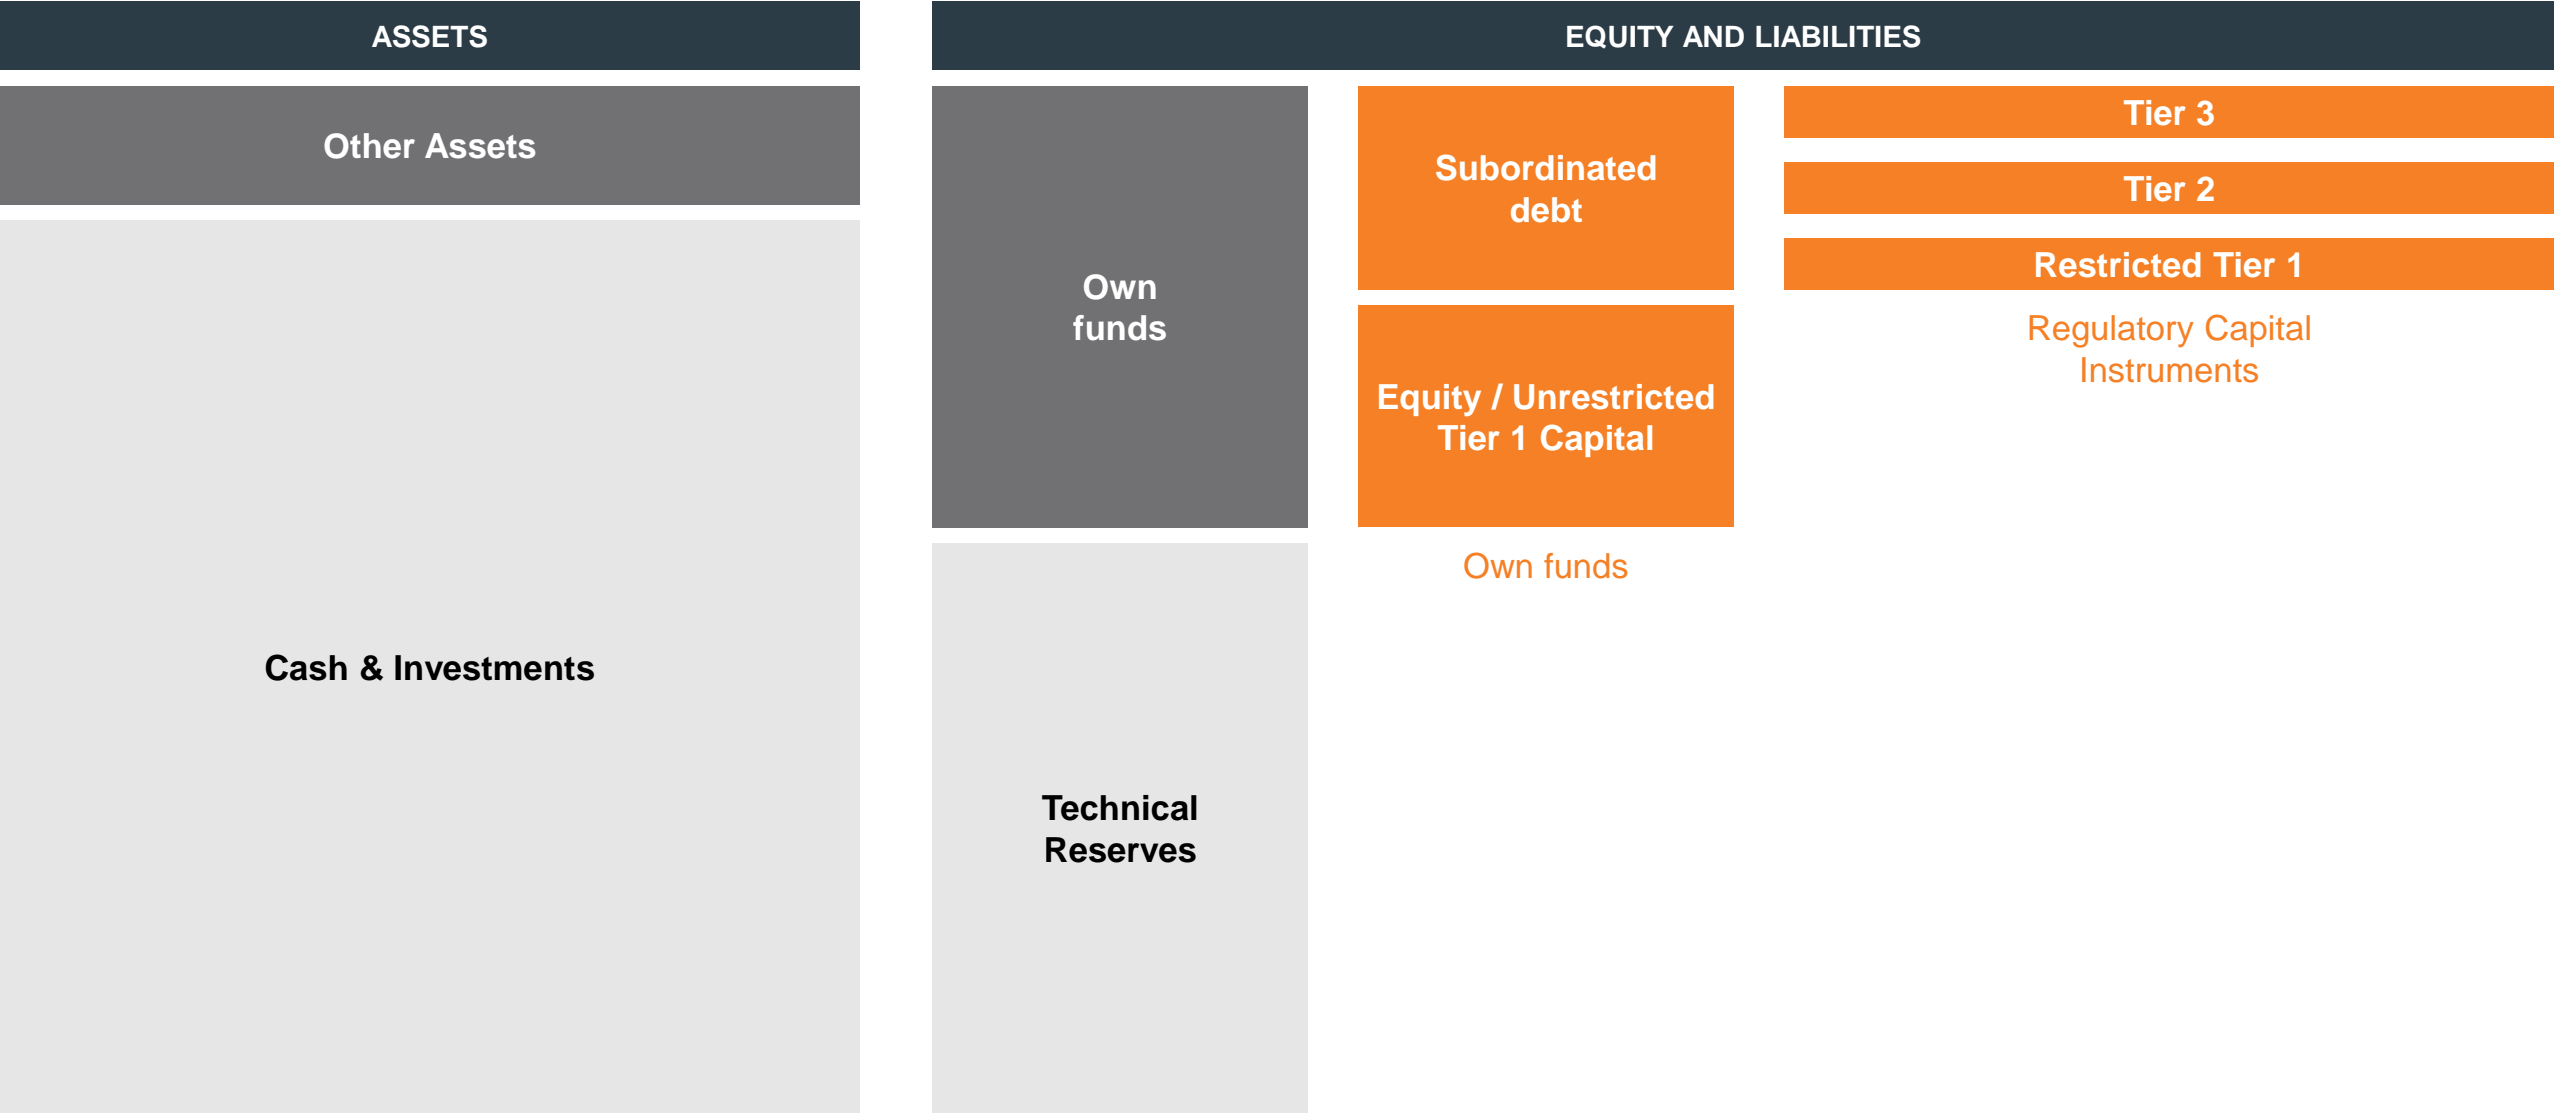 ASSETS
EQUITY AND LIABILITIES
Other Assets
Cash & Investments
Own
funds
Technical
Reserves
Subordinated
debt
Equity / Unrestricted
Tier 1 Capital
Own funds
Tier 3
Tier 2
Restricted Tier 1
Regulatory Capital
Instruments